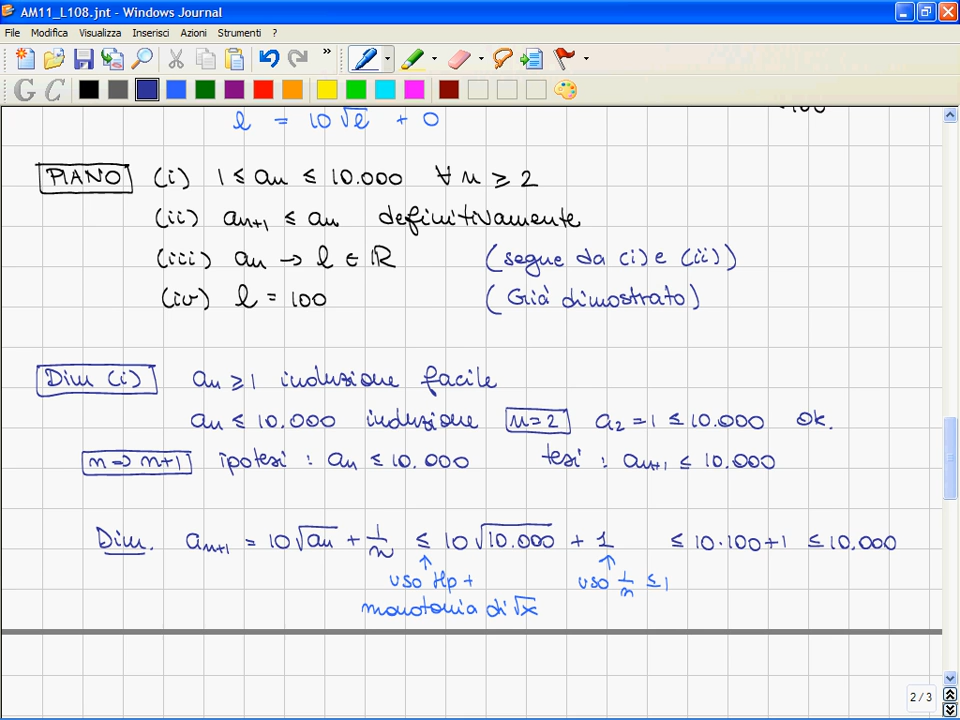 AM11_L108.jnt - Windows Journal
File Modifica Visualizza Inserisci Azioni Strumenti ?
l = 10√l + 0
PIANO (i) 1 ≤ an ≤ 10.000 ∀ n ≥ 2
(ii) an+1 ≤ an definitivamente
(iii) an → l ∈ ℝ (segue da (i) e (ii))
(iv) l = 100 (Già dimostrato)
Dim (i) an ≥ 1 induzione facile
an ≤ 10.000 induzione n=2 a2 = 1 ≤ 10.000 ok.
n => n+1 ipotesi : an ≤ 10.000 tesi : an+1 ≤ 10.000
Dim. an+1 = 10√an + 1/n ≤ 10√10.000 + 1 ≤ 10·100+1 ≤ 10.000
↑ ↑
uso Hp + uso 1/n ≤ 1
monotonia di √x
2 / 3